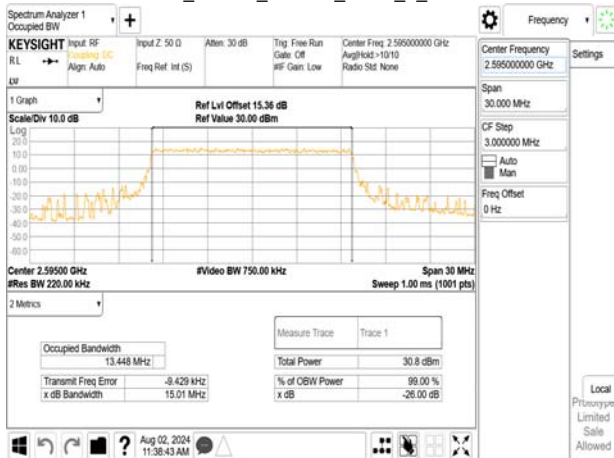 Spectrum Analyzer 1
Occupied BW
+
Frequency
KEYSIGHT
RL
Input: RF
Coupling: DC
Align: Auto
Input Z: 50 Ω
Freq Ref: Int (S)
Atten: 30 dB
Trig: Free Run
Gate: Off
#IF Gain: Low
Center Freq: 2.595000000 GHz
Avg|Hold:>10/10
Radio Std: None
Center Frequency
2.595000000 GHz
Settings
Span
30.000 MHz
CF Step
3.000000 MHz
Auto
Man
Freq Offset
0 Hz
1 Graph
Scale/Div 10.0 dB
Ref Lvl Offset 15.36 dB
Ref Value 30.00 dBm
Log
20.0
10.0
0.00
-10.0
-20.0
-30.0
-40.0
-50.0
-60.0
Center 2.59500 GHz
#Video BW 750.00 kHz
Span 30 MHz
#Res BW 220.00 kHz
Sweep 1.00 ms (1001 pts)
2 Metrics
Measure Trace
Trace 1
Occupied Bandwidth
13.448 MHz
Total Power
30.8 dBm
Transmit Freq Error
-9.429 kHz
% of OBW Power
99.00 %
x dB Bandwidth
15.01 MHz
x dB
-26.00 dB
Local
Prototype
Limited
Sale
Allowed
?
Aug 02, 2024
11:38:43 AM